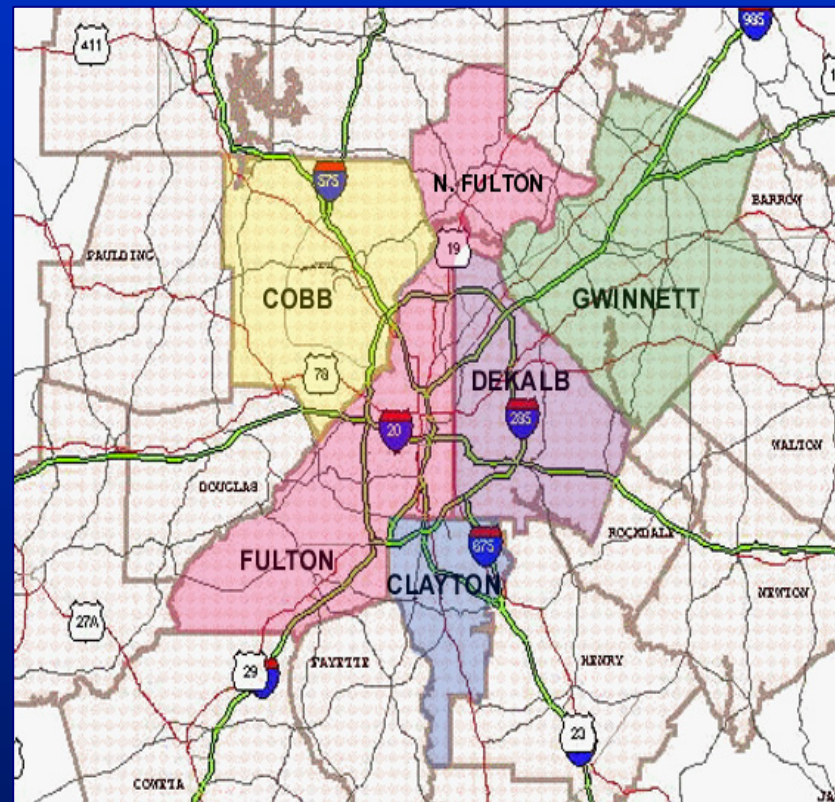 411
985
575
N. FULTON
BARROW
PAULDING
19
COBB
GWINNETT
78
DEKALB
20
285
WALTON
DOUGLAS
ROCKDALE
FULTON
675
CLAYTON
NEWTON
27A
29
FAYETTE
HENRY
23
COWETA